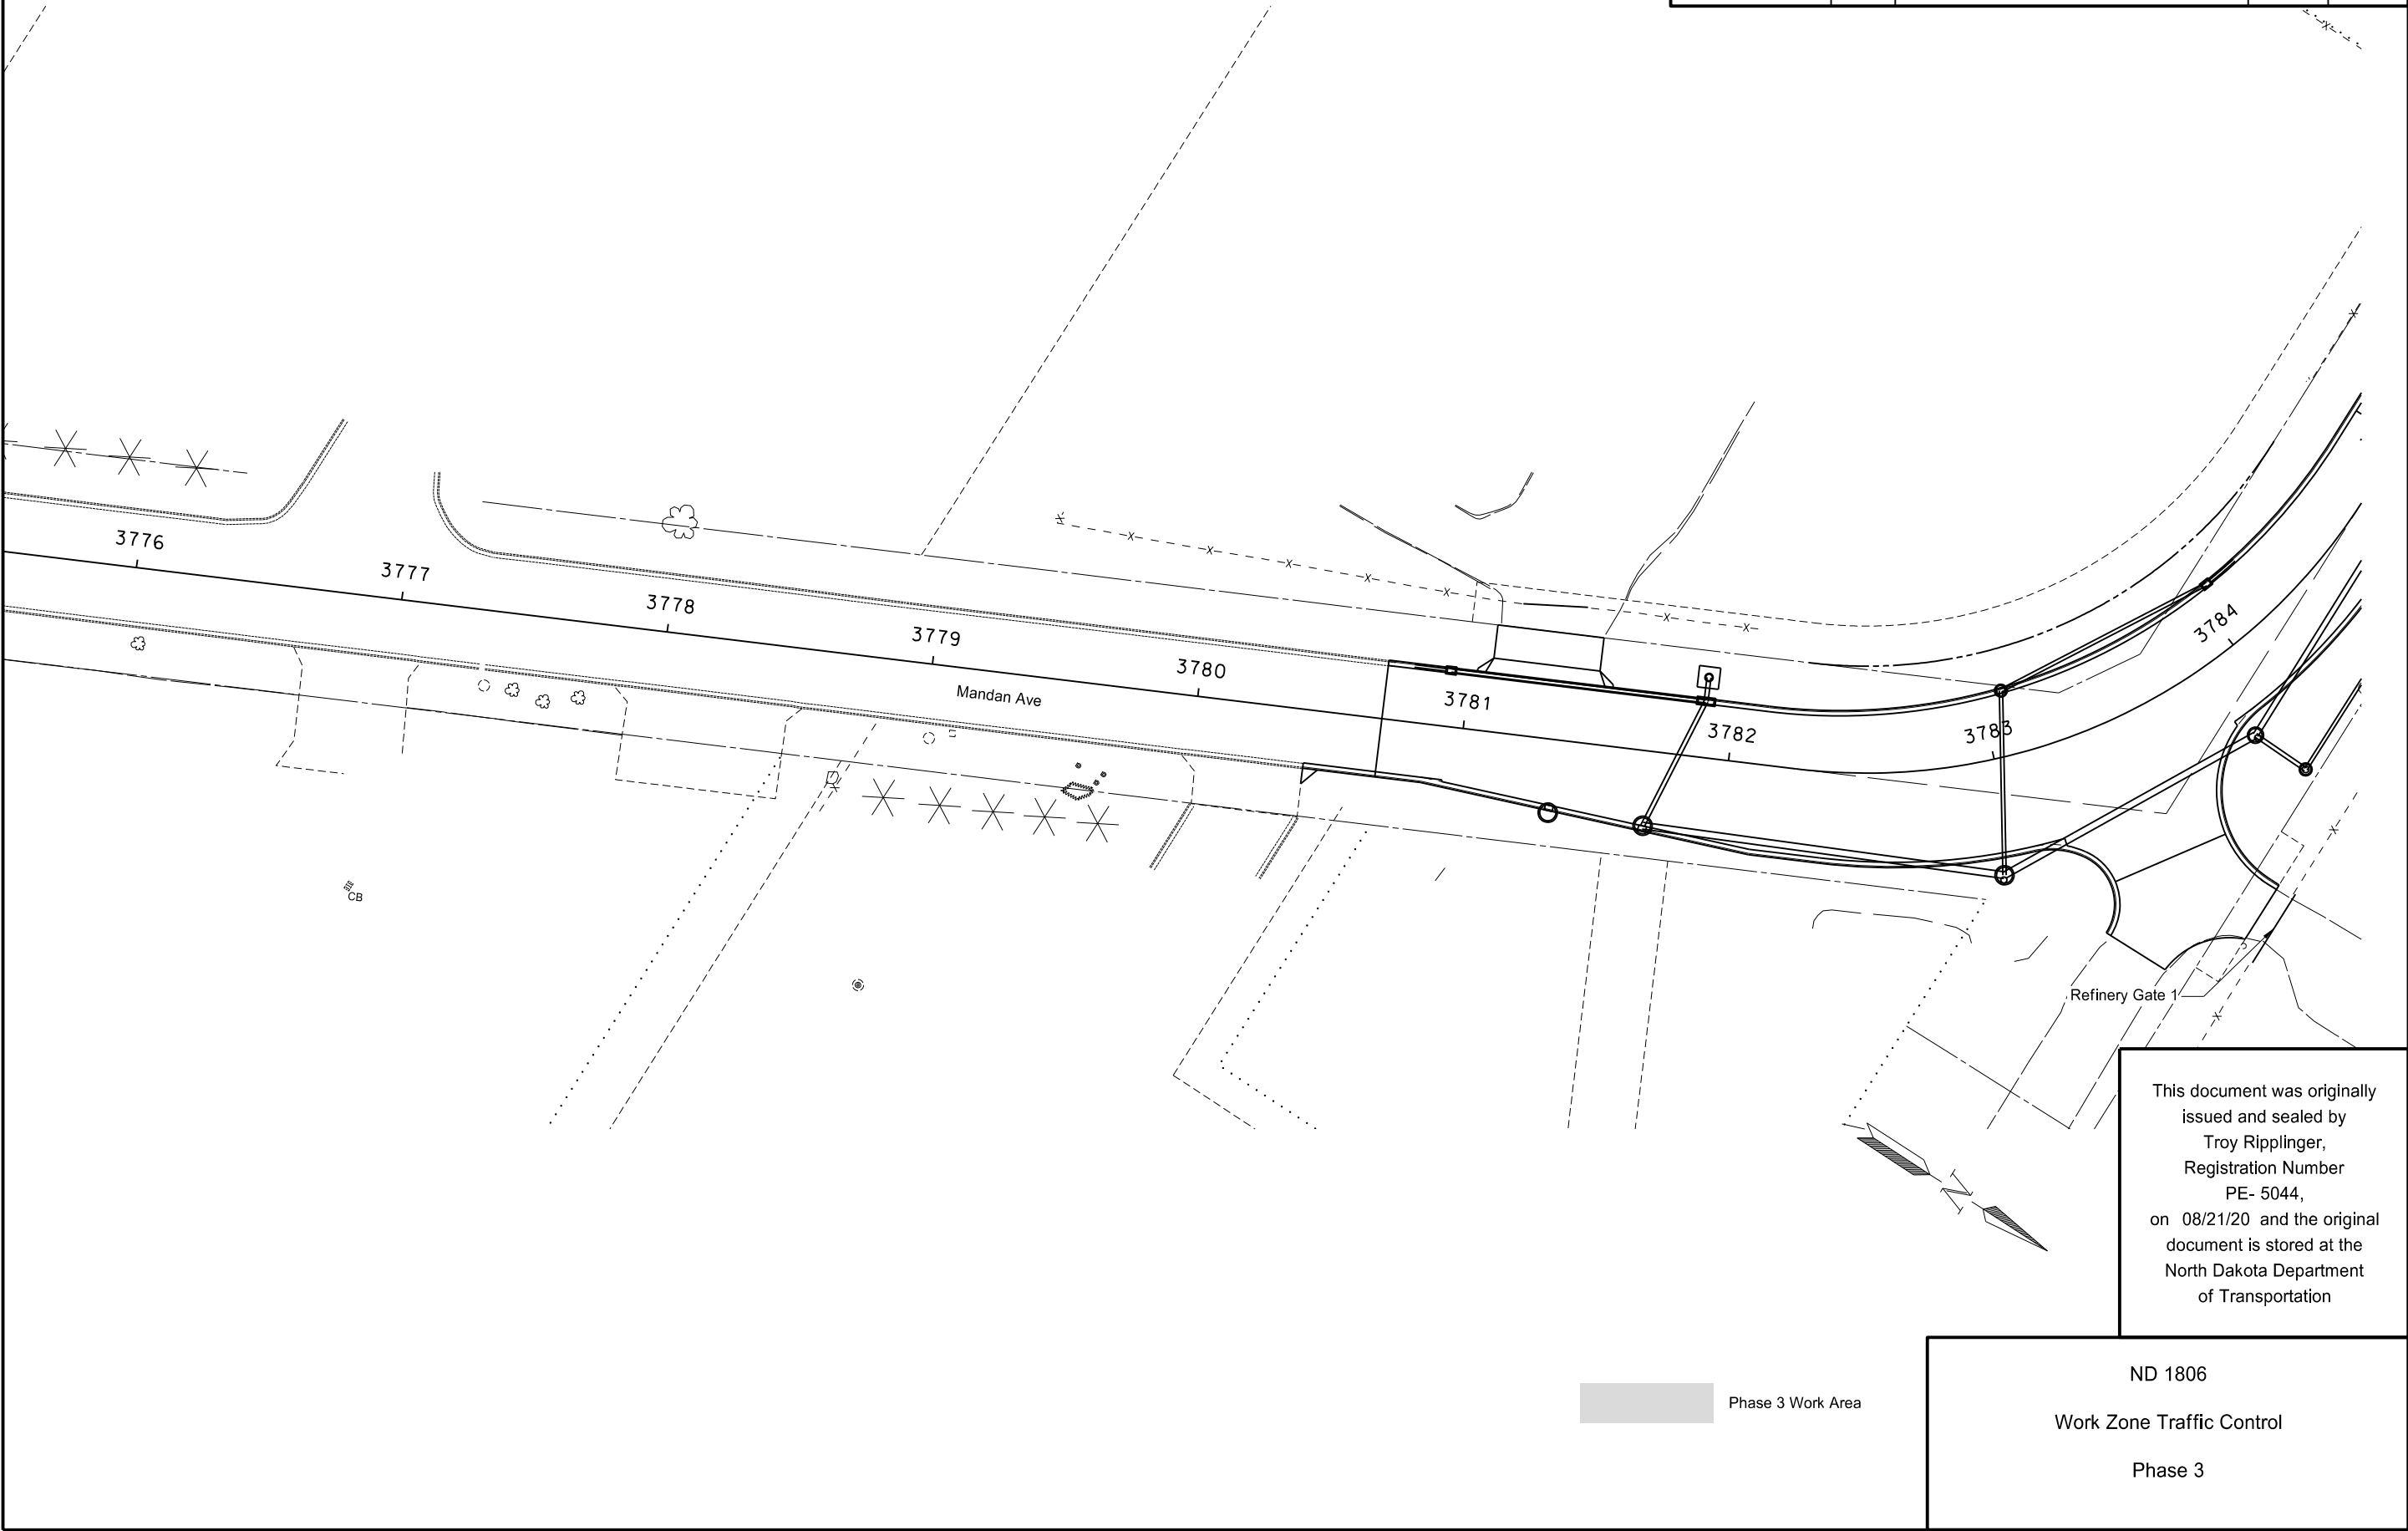 3776
3777
3778
3779
3780
3781
3782
3783
3784
Mandan Ave
CB
Refinery Gate 1
N
This document was originally
issued and sealed by
Troy Ripplinger,
Registration Number
PE- 5044,
on 08/21/20 and the original
document is stored at the
North Dakota Department
of Transportation
Phase 3 Work Area
ND 1806
Work Zone Traffic Control
Phase 3